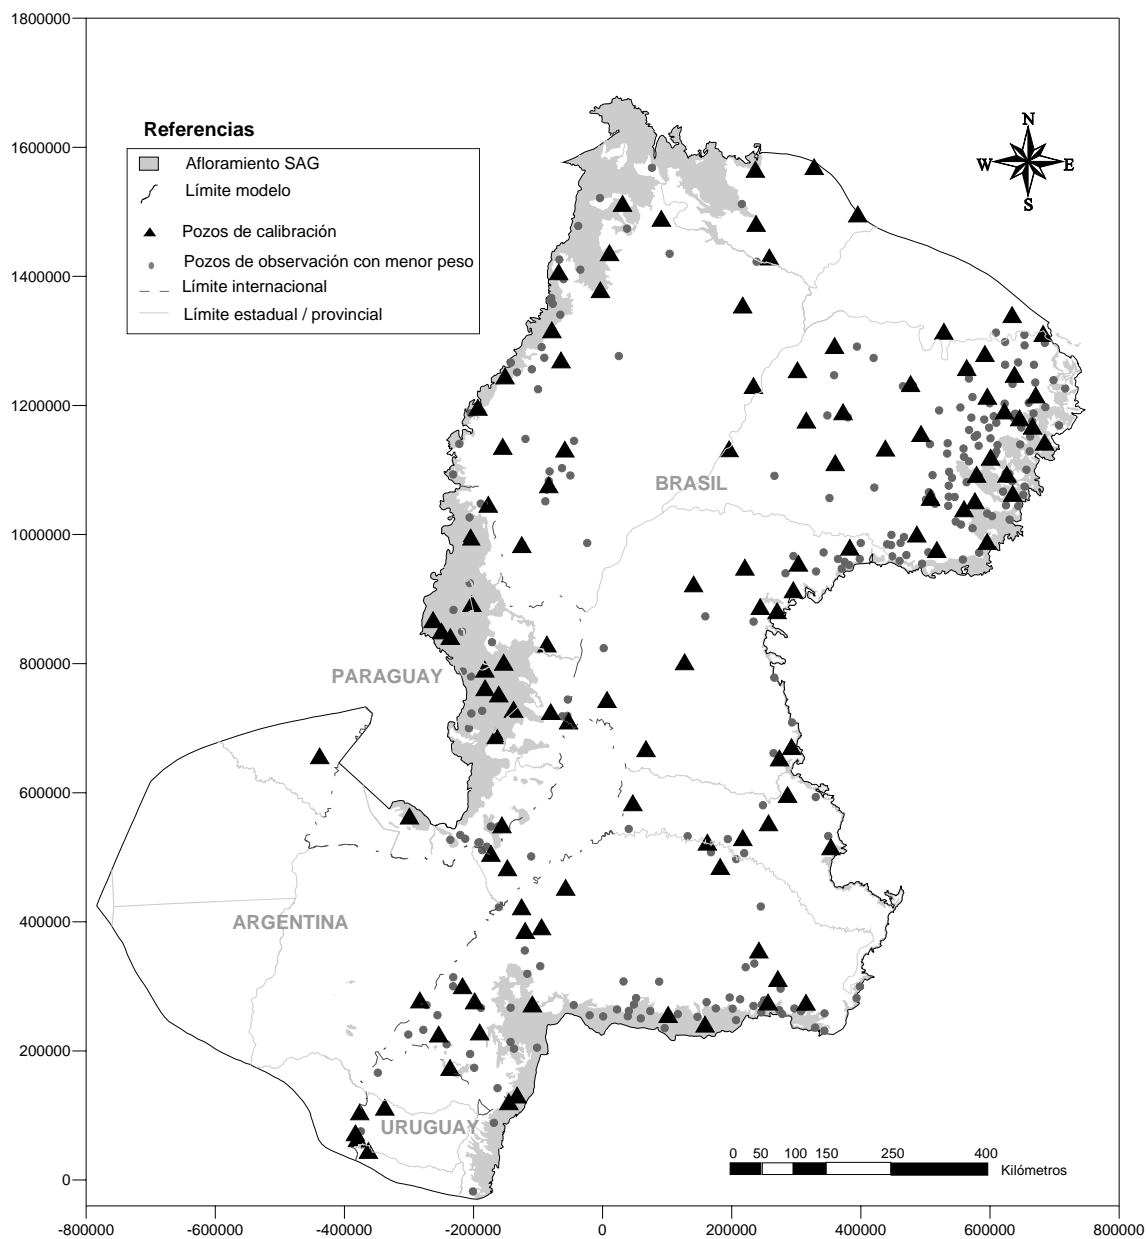 1800000
1600000
1400000
1200000
1000000
800000
600000
400000
200000
0
Referencias
Afloramiento SAG
Límite modelo
Pozos de calibración
Pozos de observación con menor peso
Límite internacional
Límite estadual / provincial
N
W E
S
BRASIL
PARAGUAY
ARGENTINA
URUGUAY
0 50 100 150 250 400
Kilómetros
-800000 -600000 -400000 -200000 0 200000 400000 600000 800000